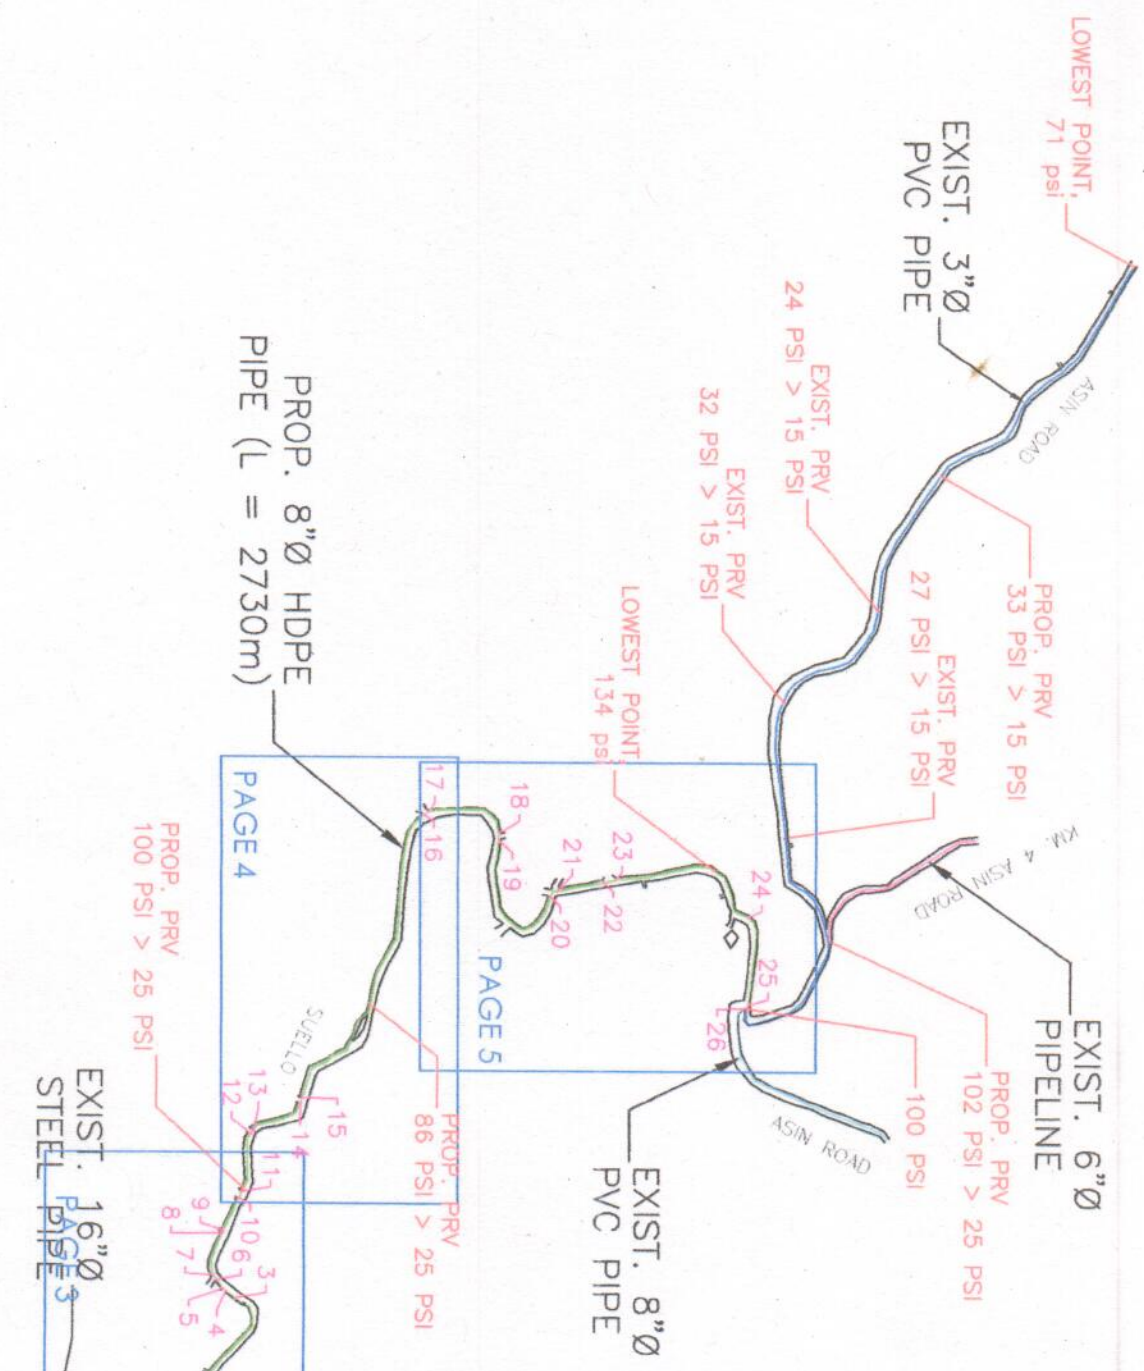 LOWEST POINT,
71 psi
EXIST. 3"Ø
PVC PIPE
ASIN ROAD
EXIST. PRV
24 PSI > 15 PSI
EXIST. PRV
32 PSI > 15 PSI
PROP. PRV
33 PSI > 15 PSI
EXIST. PRV
27 PSI > 15 PSI
LOWEST POINT,
134 psi
KM. 4 ASIN ROAD
EXIST. 6"Ø
PIPELINE
PROP. PRV
102 PSI > 25 PSI
100 PSI
ASIN ROAD
EXIST. 8"Ø
PVC PIPE
PROP. 8"Ø HDPE
PIPE (L = 2730m)
PAGE 5
PAGE 4
17
16
18
19
21
20
23
22
24
25
26
PROP. PRV
86 PSI > 25 PSI
PROP. PRV
100 PSI > 25 PSI
SUELLO
15
14
13
12
11
10
9
8
7
6
5
4
3
EXIST. 16"Ø
STEEL PIPE
PAGE 3